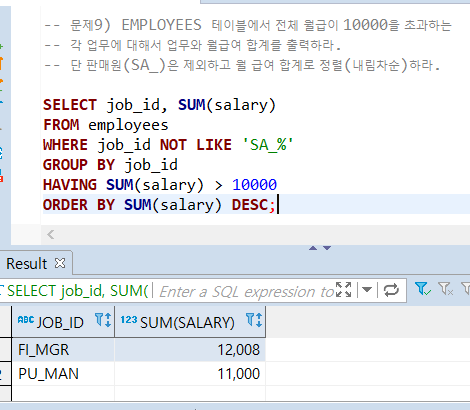 -- 문제9) EMPLOYEES 테이블에서 전체 월급이 10000을 초과하는
-- 각 업무에 대해서 업무와 월급여 합계를 출력하라.
-- 단 판매원(SA_)은 제외하고 월 급여 합계로 정렬(내림차순)하라.
SELECT job_id, SUM(salary)
FROM employees
WHERE job_id NOT LIKE 'SA_%'
GROUP BY job_id
HAVING SUM(salary) > 10000
ORDER BY SUM(salary) DESC;
Result
SELECT job_id, SUM( Enter a SQL expression to
ABC JOB_ID 123 SUM(SALARY)
FI_MGR 12,008
PU_MAN 11,000